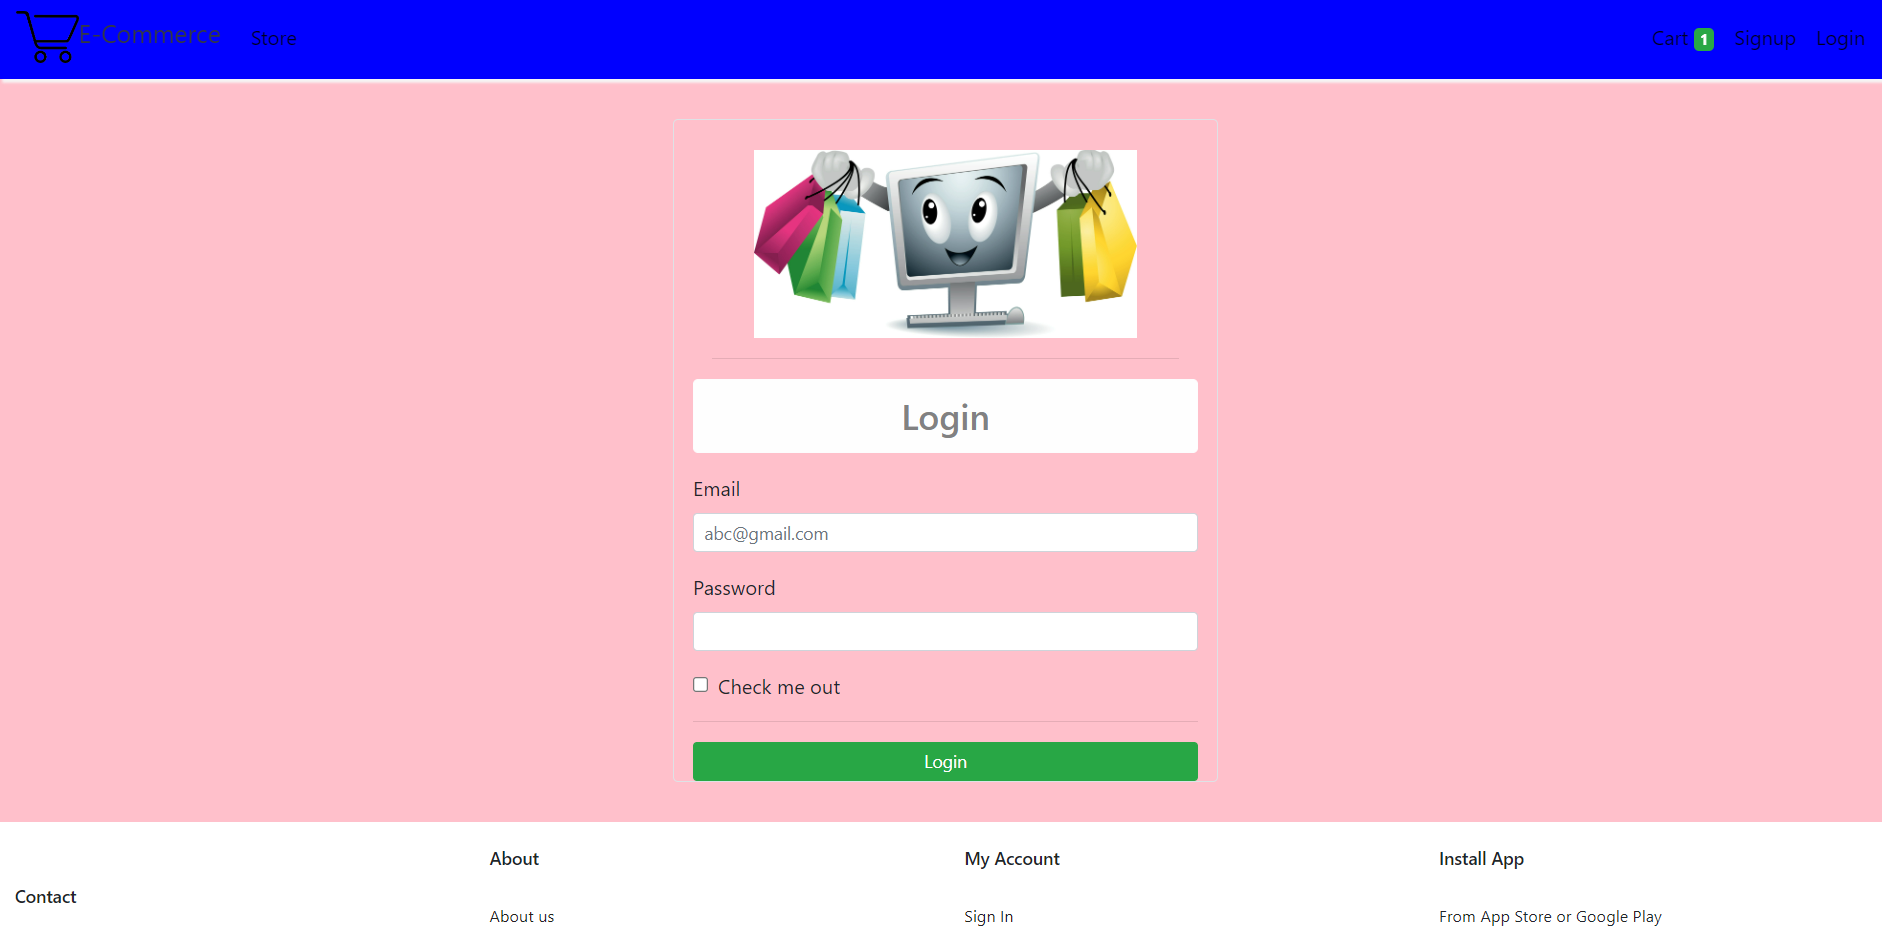 E-Commerce Store Cart 1 Signup Login
Login
Email
abc@gmail.com
Password
Check me out
Login
About My Account Install App
Contact
About us Sign In From App Store or Google Play